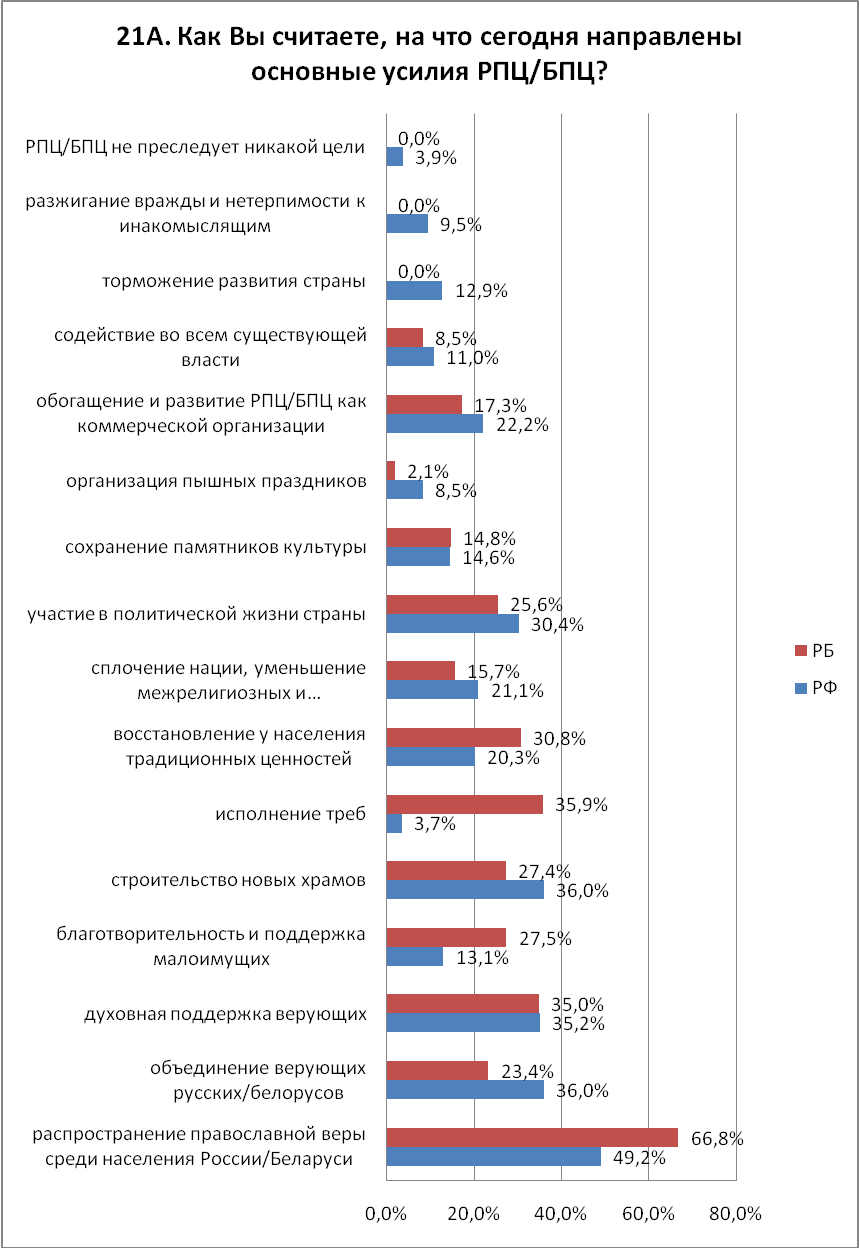 21А. Как Вы считаете, на что сегодня направлены
основные усилия РПЦ/БПЦ?
РПЦ/БПЦ не преследует никакой цели
0,0%
3,9%
разжигание вражды и нетерпимости к
инакомыслящим
0,0%
9,5%
торможение развития страны
0,0%
12,9%
содействие во всем существующей
власти
8,5%
11,0%
обогащение и развитие РПЦ/БПЦ как
коммерческой организации
17,3%
22,2%
организация пышных праздников
2,1%
8,5%
сохранение памятников культуры
14,8%
14,6%
участие в политической жизни страны
25,6%
30,4%
сплочение нации, уменьшение
межрелигиозных и...
15,7%
21,1%
восстановление у населения
традиционных ценностей
30,8%
20,3%
исполнение треб
35,9%
3,7%
строительство новых храмов
27,4%
36,0%
благотворительность и поддержка
малоимущих
27,5%
13,1%
духовная поддержка верующих
35,0%
35,2%
объединение верующих
русских/белорусов
23,4%
36,0%
распространение православной веры
среди населения России/Беларуси
66,8%
49,2%
0,0% 20,0% 40,0% 60,0% 80,0%
РБ
РФ